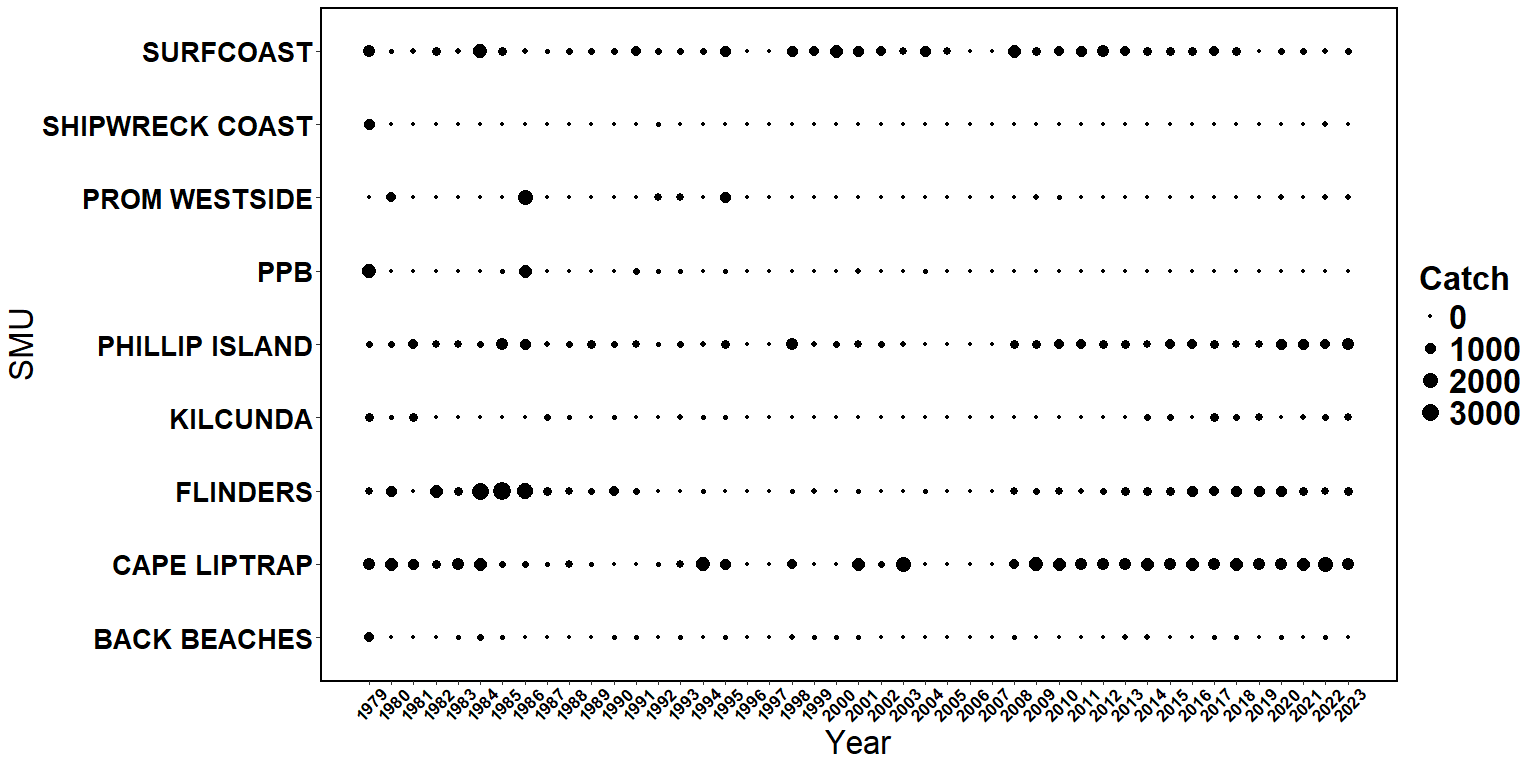 SURFCOAST
SHIPWRECK COAST
PROM WESTSIDE
PPB
PHILLIP ISLAND
KILCUNDA
FLINDERS
CAPE LIPTRAP
BACK BEACHES
SMU
1979 1980 1981 1982 1983 1984 1985 1986 1987 1988 1989 1990 1991 1992 1993 1994 1995 1996 1997 1998 1999 2000 2001 2002 2003 2004 2005 2006 2007 2008 2009 2010 2011 2012 2013 2014 2015 2016 2017 2018 2019 2020 2021 2022 2023
Year
Catch
0
1000
2000
3000